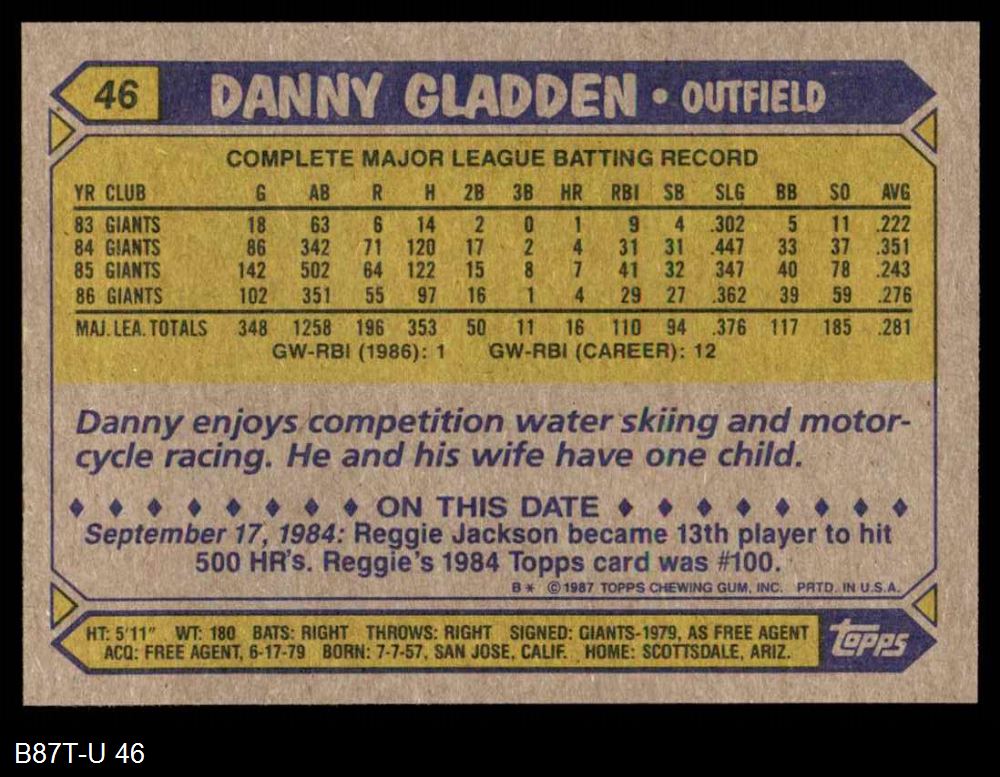 46 DANNY GLADDEN • OUTFIELD
COMPLETE MAJOR LEAGUE BATTING RECORD
YR CLUB G AB R H 2B 3B HR RBI SB SLG BB SO AVG
83 GIANTS 18 63 6 14 2 0 1 9 4 .302 5 11 .222
84 GIANTS 86 342 71 120 17 2 4 31 31 .447 33 37 .351
85 GIANTS 142 502 64 122 15 8 7 41 32 .347 40 78 .243
86 GIANTS 102 351 55 97 16 1 4 29 27 .362 39 59 .276
MAJ. LEA. TOTALS 348 1258 196 353 50 11 16 110 94 .376 117 185 .281
GW-RBI (1986): 1 GW-RBI (CAREER): 12
Danny enjoys competition water skiing and motor-
cycle racing. He and his wife have one child.
ON THIS DATE
September 17, 1984: Reggie Jackson became 13th player to hit
500 HR's. Reggie's 1984 Topps card was #100.
B* © 1987 TOPPS CHEWING GUM, INC. PRTD. IN U.S.A.
HT: 5'11" WT: 180 BATS: RIGHT THROWS: RIGHT SIGNED: GIANTS-1979, AS FREE AGENT
ACQ: FREE AGENT, 6-17-79 BORN: 7-7-57, SAN JOSE, CALIF. HOME: SCOTTSDALE, ARIZ.
topps
B87T-U 46